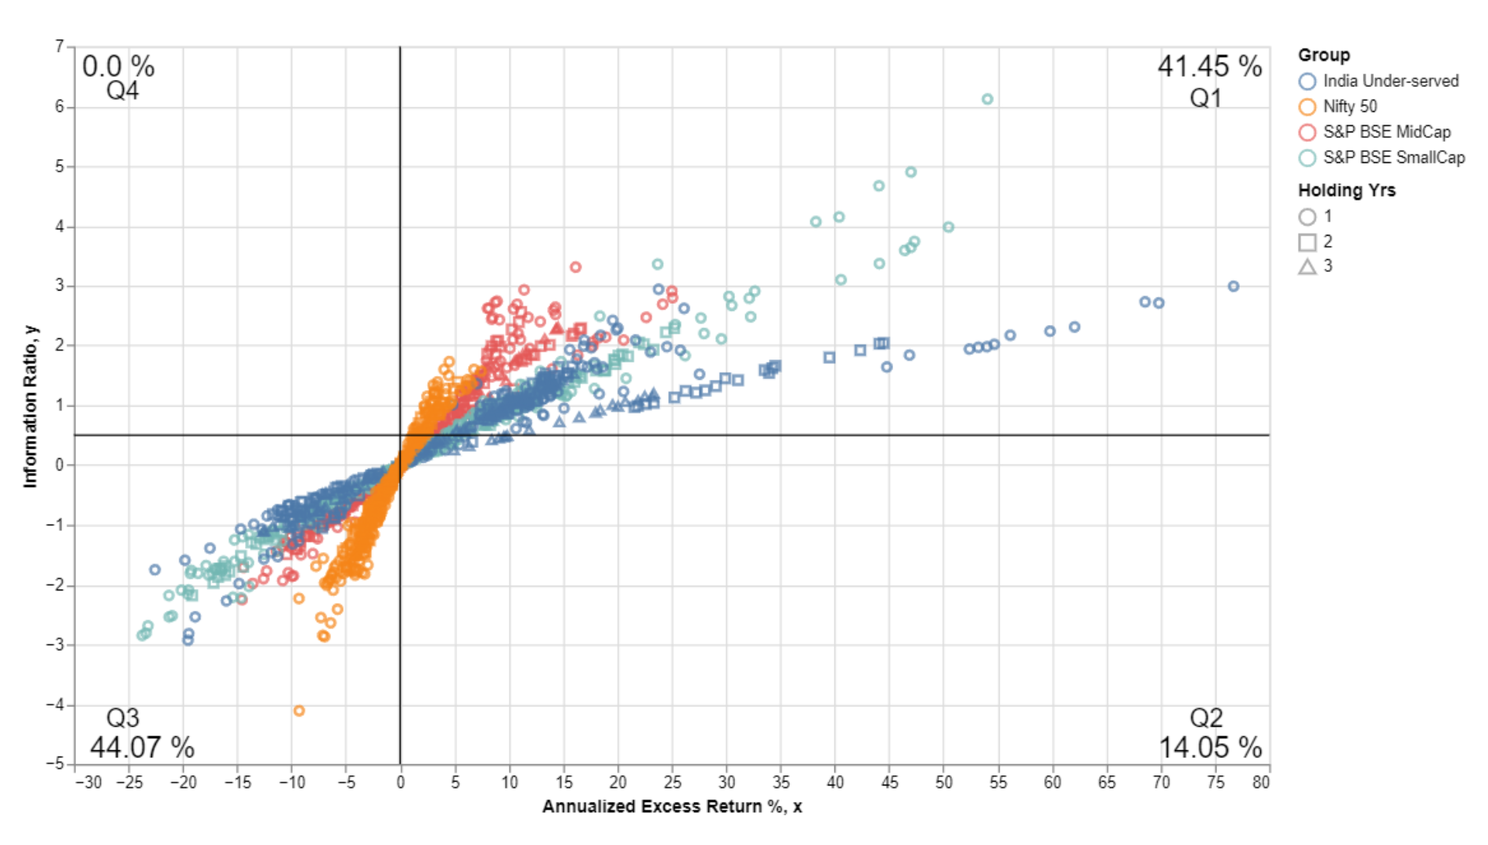 7
6
5
4
3
2
1
0
−1
−2
−3
−4
−5
Information Ratio, y
0.0 %
Q4
41.45 %
Q1
Q3
44.07 %
Q2
14.05 %
−30 −25 −20 −15 −10 −5 0 5 10 15 20 25 30 35 40 45 50 55 60 65 70 75 80
Annualized Excess Return %, x
Group
India Under-served
Nifty 50
S&P BSE MidCap
S&P BSE SmallCap
Holding Yrs
1
2
3